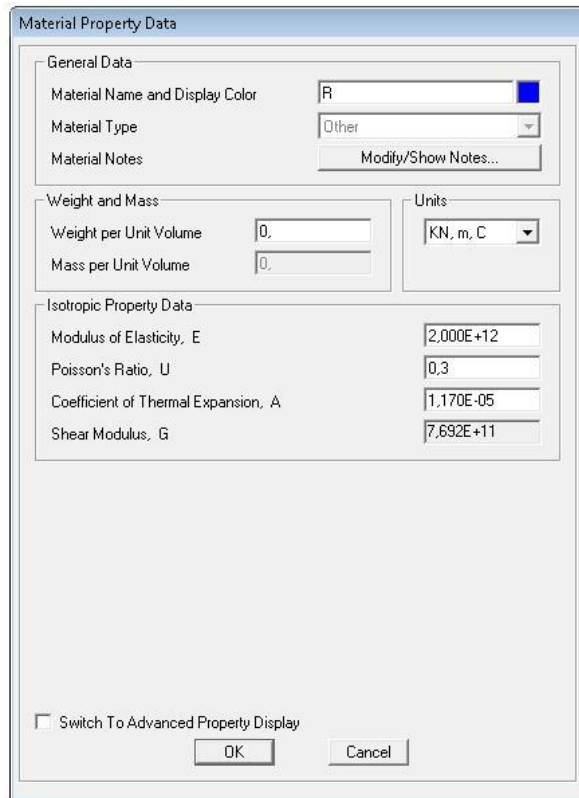 Material Property Data
General Data
Material Name and Display Color R
Material Type Other
Material Notes Modify/Show Notes...
Weight and Mass
Weight per Unit Volume 0,
Mass per Unit Volume 0,
Units
KN, m, C
Isotropic Property Data
Modulus of Elasticity, E 2,000E+12
Poisson's Ratio, U 0,3
Coefficient of Thermal Expansion, A 1,170E-05
Shear Modulus, G 7,692E+11
Switch To Advanced Property Display
OK Cancel